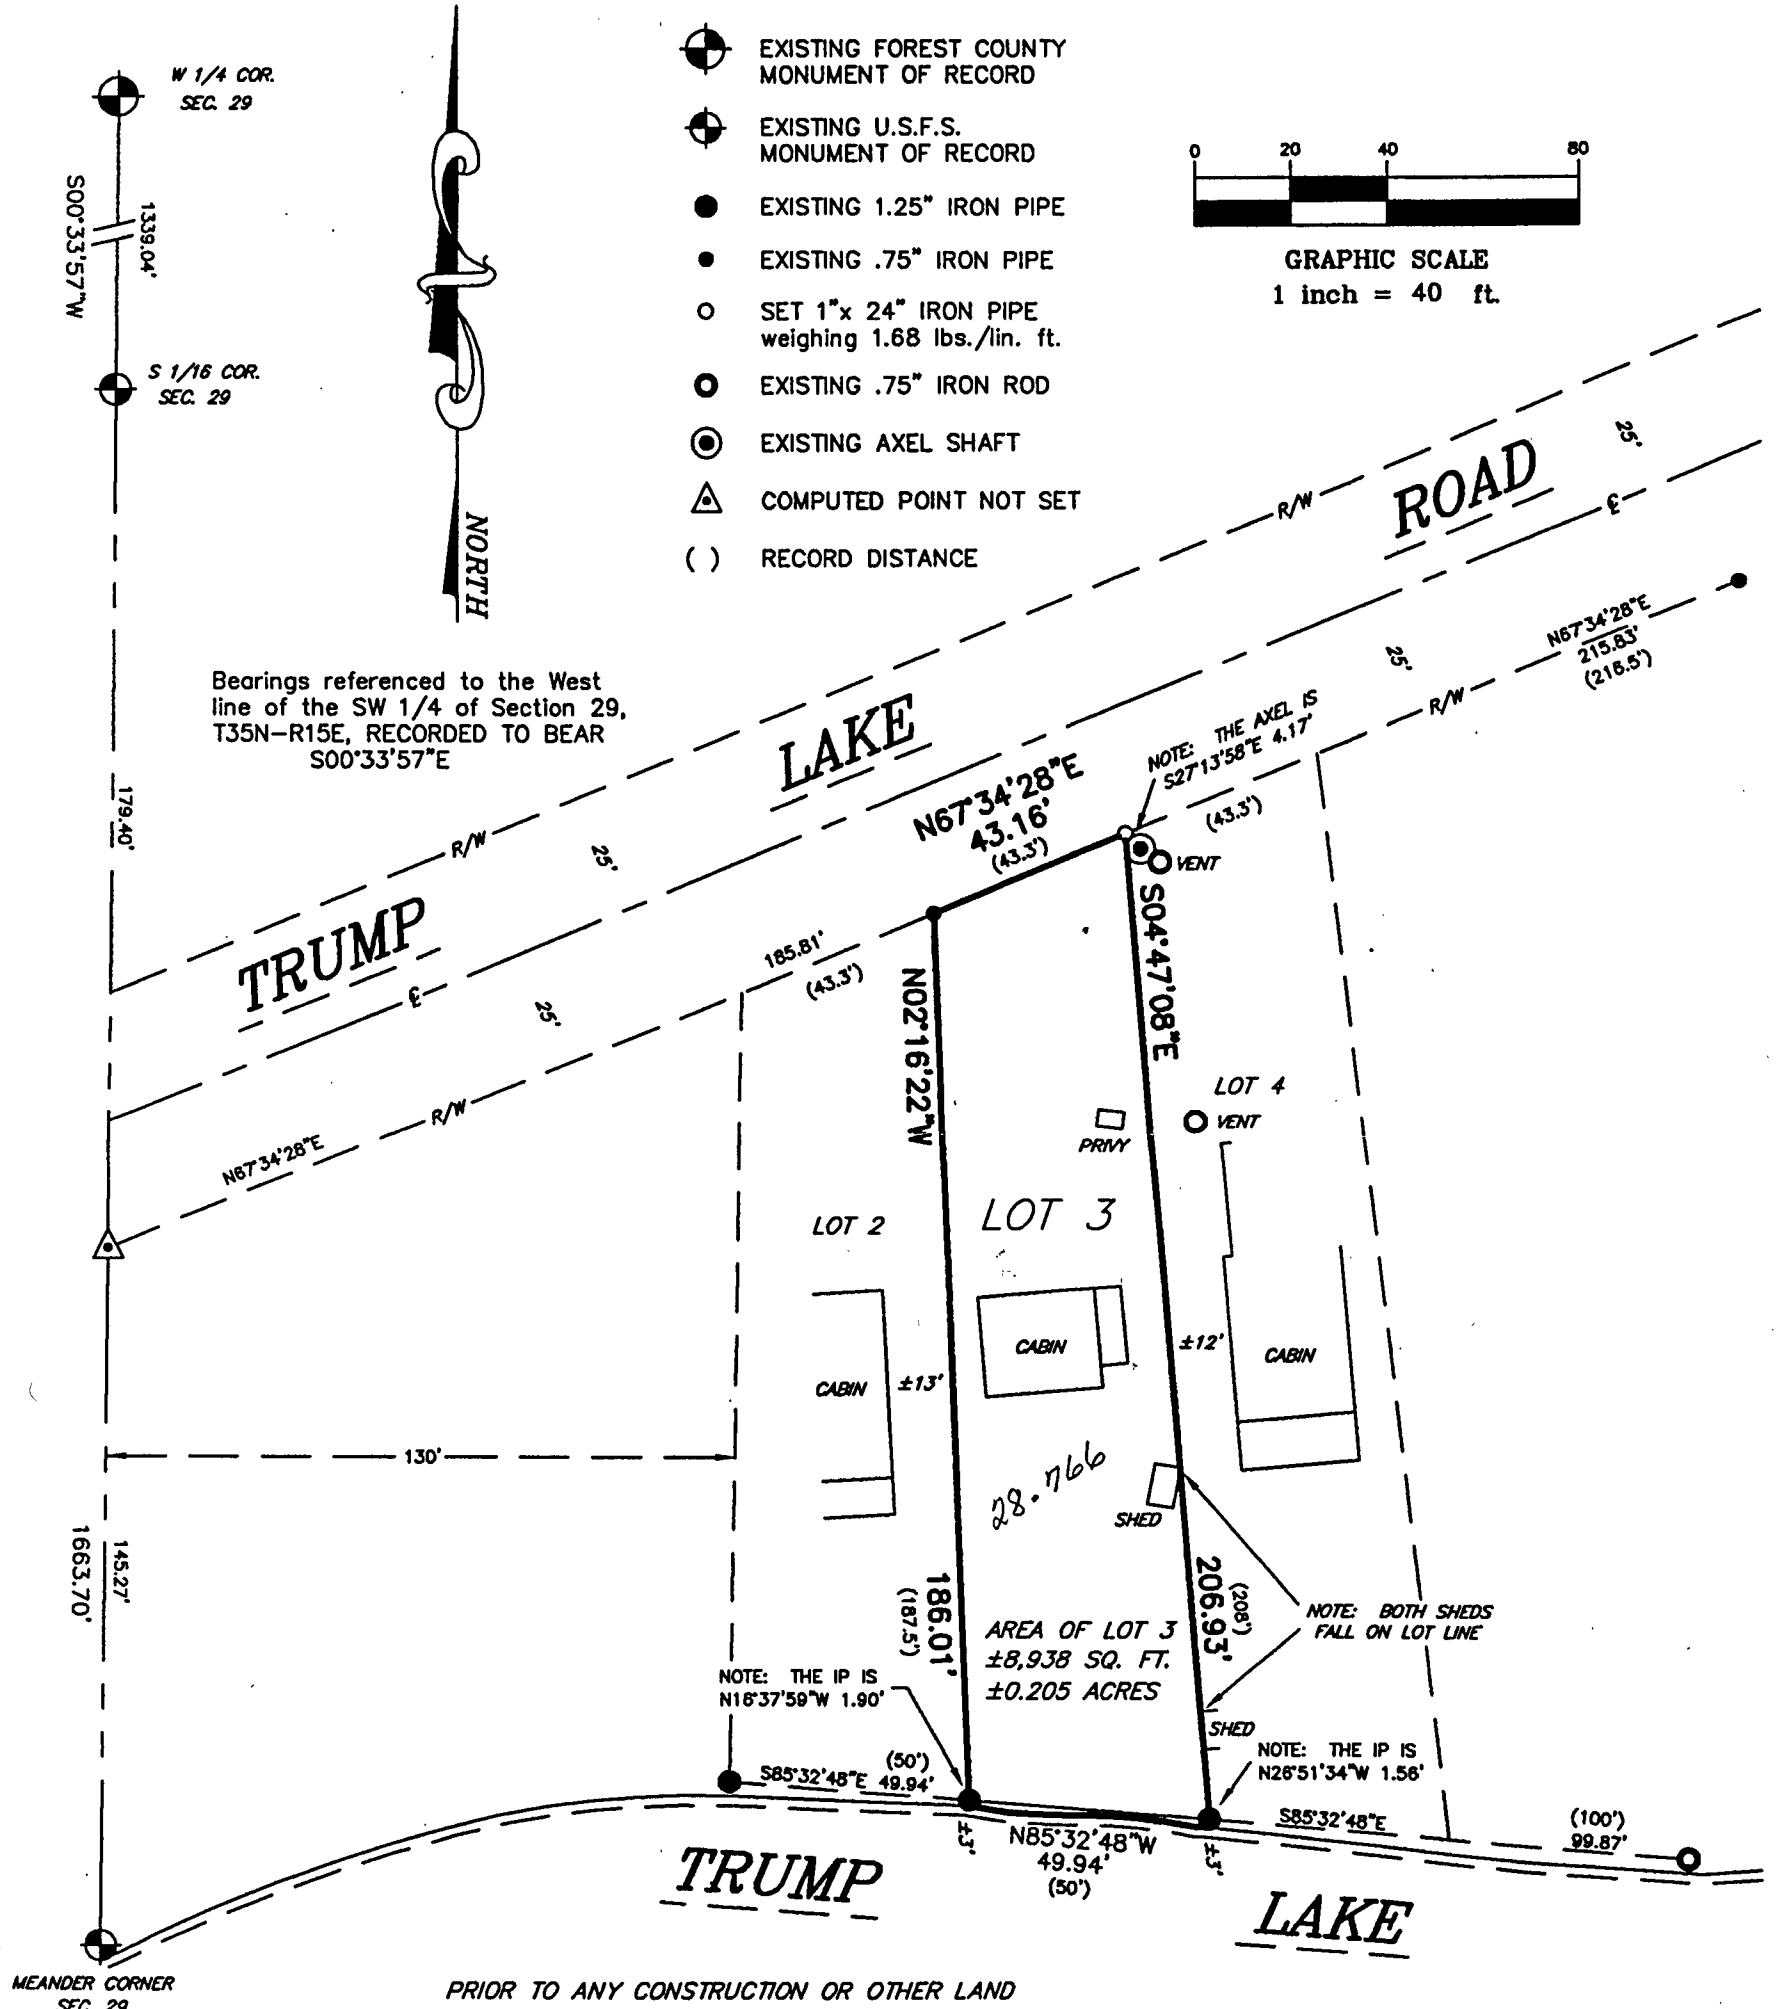 W 1/4 COR.
SEC. 29
S00°33'57"W
1339.04'
S 1/16 COR.
SEC. 29
NORTH
EXISTING FOREST COUNTY
MONUMENT OF RECORD
EXISTING U.S.F.S.
MONUMENT OF RECORD
EXISTING 1.25" IRON PIPE
EXISTING .75" IRON PIPE
SET 1"x 24" IRON PIPE
weighing 1.68 lbs./lin. ft.
EXISTING .75" IRON ROD
EXISTING AXEL SHAFT
COMPUTED POINT NOT SET
( ) RECORD DISTANCE
0 20 40 80
GRAPHIC SCALE
1 inch = 40 ft.
Bearings referenced to the West
line of the SW 1/4 of Section 29,
T35N-R15E, RECORDED TO BEAR
S00°33'57"E
TRUMP LAKE ROAD
R/W
R/W
25'
25'
25'
25'
℄
℄
R/W
R/W
N67°34'28"E
215.83'
(216.5')
NOTE: THE AXEL IS
S27°13'58"E 4.17'
(43.3')
N67°34'28"E
43.16'
(43.3')
VENT
179.40'
185.81'
(43.3')
N67°34'28"E
N02°16'22"W
S04°47'08"E
LOT 4
VENT
PRIVY
LOT 2
LOT 3
CABIN
±13'
CABIN
±12'
CABIN
130'
28.766
SHED
145.27'
1663.70'
186.01'
(187.5')
(208')
206.93'
NOTE: BOTH SHEDS
FALL ON LOT LINE
AREA OF LOT 3
±8,938 SQ. FT.
±0.205 ACRES
NOTE: THE IP IS
N16°37'59"W 1.90'
SHED
NOTE: THE IP IS
N26°51'34"W 1.56'
(50')
S85°32'48"E 49.94'
S85°32'48"E
(100')
99.87'
±3'
N85°32'48"W
49.94'
(50')
±3'
TRUMP LAKE
MEANDER CORNER
SEC. 29
PRIOR TO ANY CONSTRUCTION OR OTHER LAND